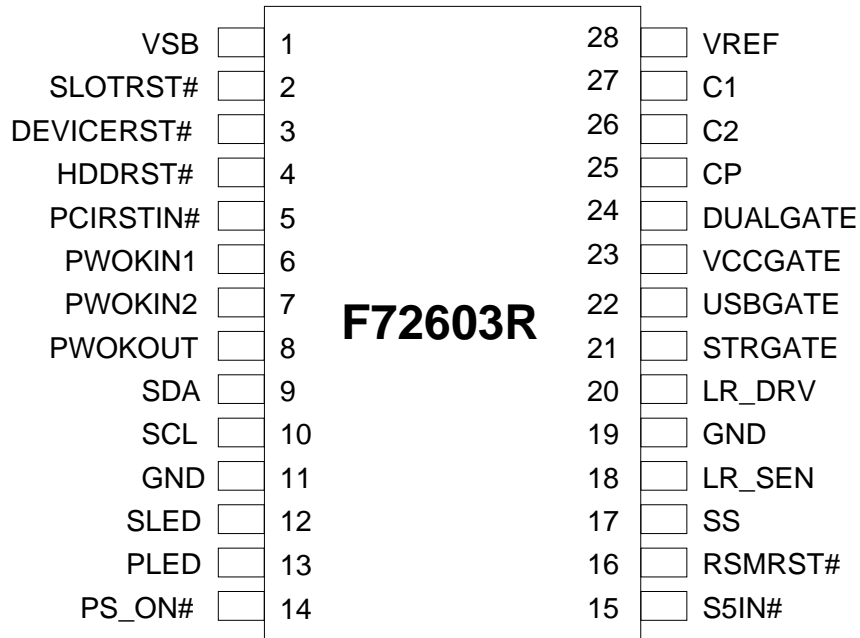 VSB 1 28 VREF
SLOTRST# 2 27 C1
DEVICERST# 3 26 C2
HDDRST# 4 25 CP
PCIRSTIN# 5 24 DUALGATE
PWOKIN1 6 23 VCCGATE
PWOKIN2 7 22 USBGATE
F72603R
PWOKOUT 8 21 STRGATE
SDA 9 20 LR_DRV
SCL 10 19 GND
GND 11 18 LR_SEN
SLED 12 17 SS
PLED 13 16 RSMRST#
PS_ON# 14 15 S5IN#